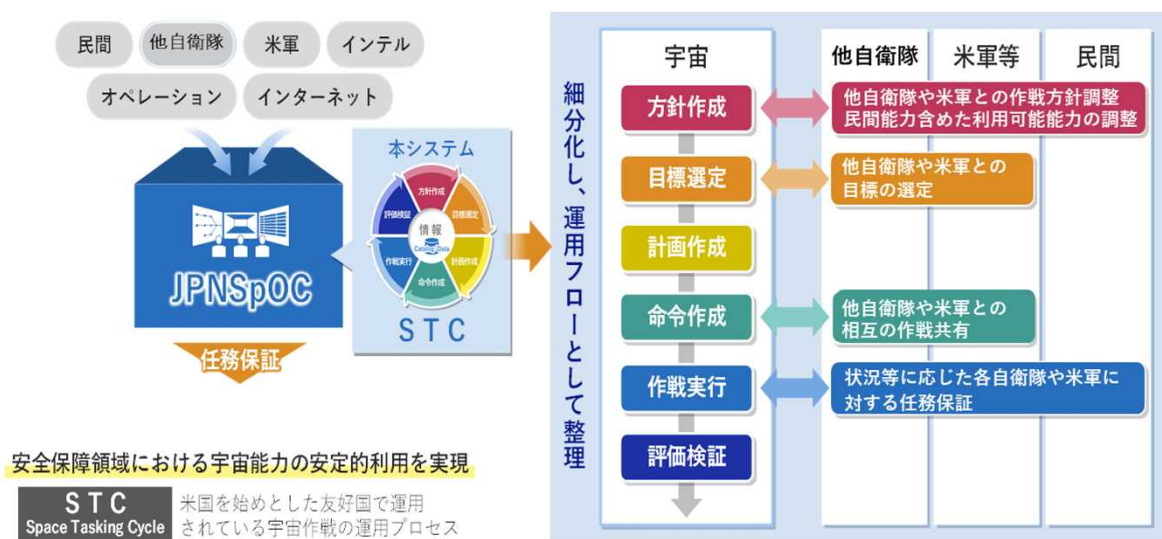 民間
他自衛隊
米軍
インテル
オペレーション
インターネット
JPNSpOC
任務保証
本システム
方針作成
目標選定
計画作成
命令作成
作戦実行
評価検証
情報
Catalog Data
STC
安全保障領域における宇宙能力の安定的利用を実現
STC
Space Tasking Cycle
米国を始めとした友好国で運用
されている宇宙作戦の運用プロセス
細分化し、運用フローとして整理
宇宙
他自衛隊
米軍等
民間
方針作成
他自衛隊や米軍との作戦方針調整
民間能力含めた利用可能能力の調整
目標選定
他自衛隊や米軍との
目標の選定
計画作成
命令作成
他自衛隊や米軍との
相互の作戦共有
作戦実行
状況等に応じた各自衛隊や米軍に
対する任務保証
評価検証